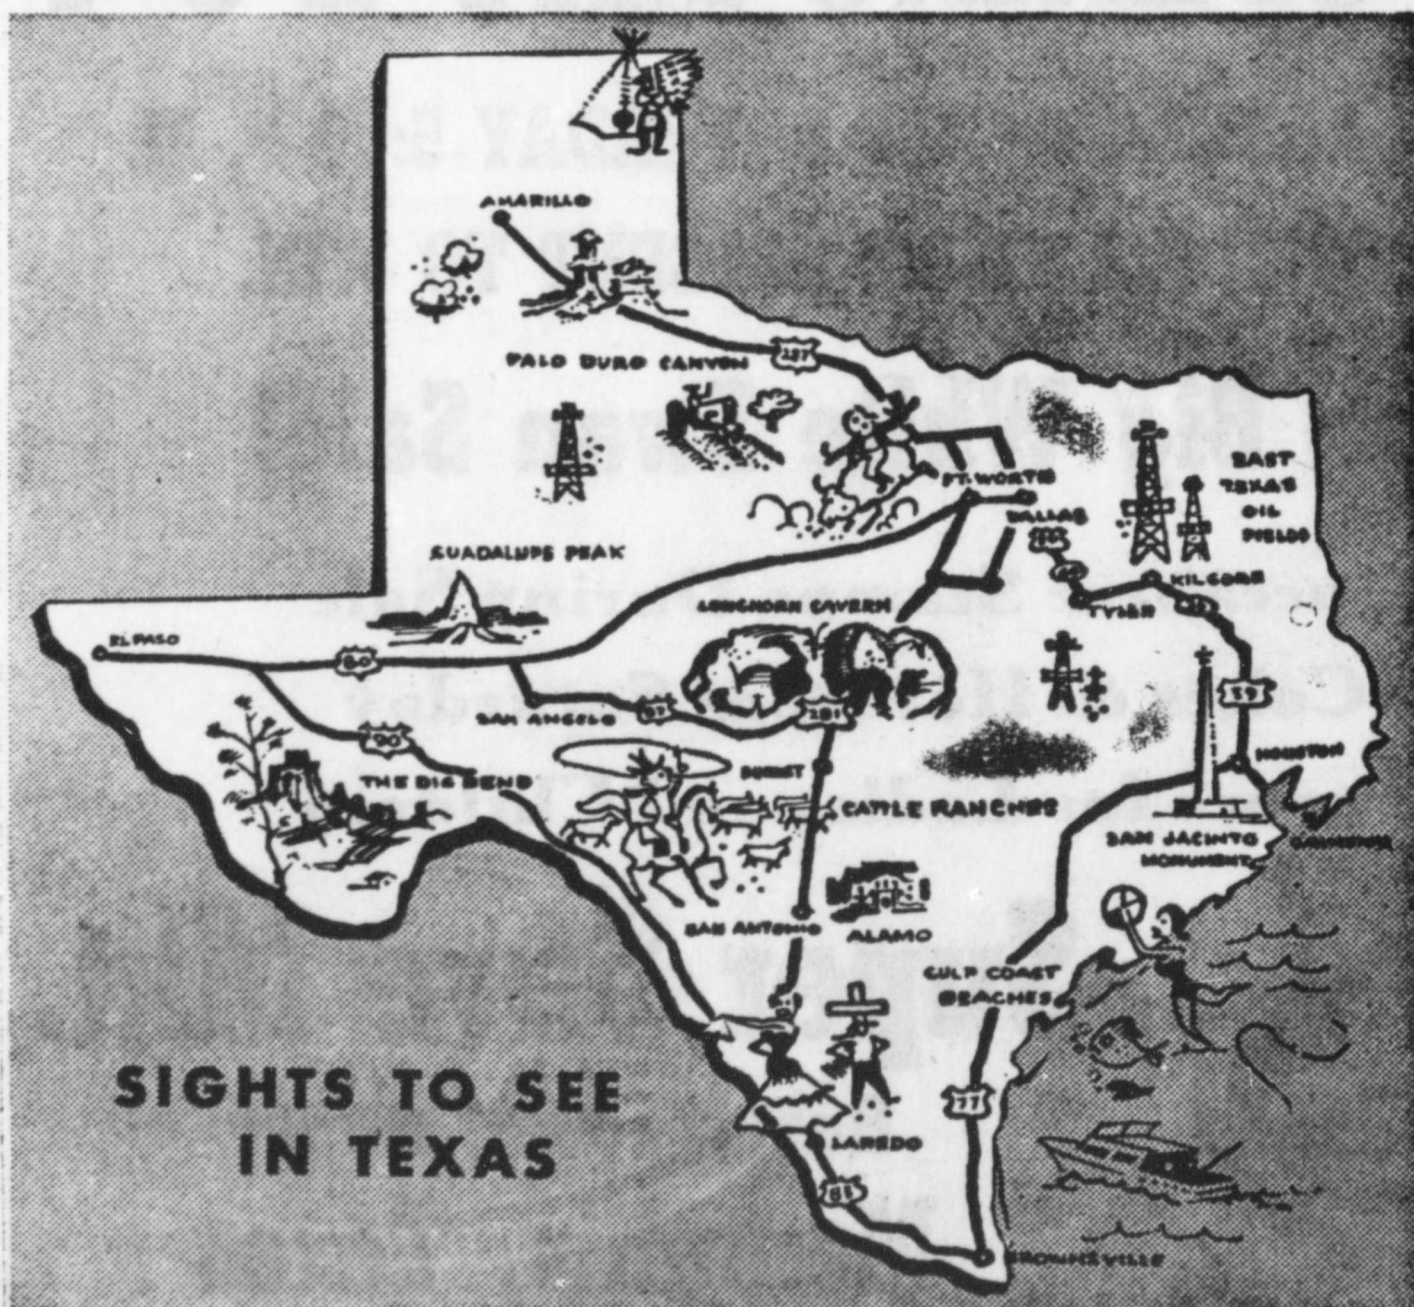 AMARILLO
PALO DURO CANYON
287
FT. WORTH
DALLAS
EAST
TEXAS
OIL
FIELDS
GUADALUPE PEAK
KILGORE
TYLER
LONGHORN CAVERN
EL PASO
80
SAN ANGELO
87
281
59
90
THE BIG BEND
HOUSTON
BURNET
CATTLE RANCHES
SAN JACINTO
MONUMENT
GALVESTON
SAN ANTONIO
ALAMO
GULF COAST
BEACHES
77
LAREDO
83
BROWNSVILLE
SIGHTS TO SEE
IN TEXAS